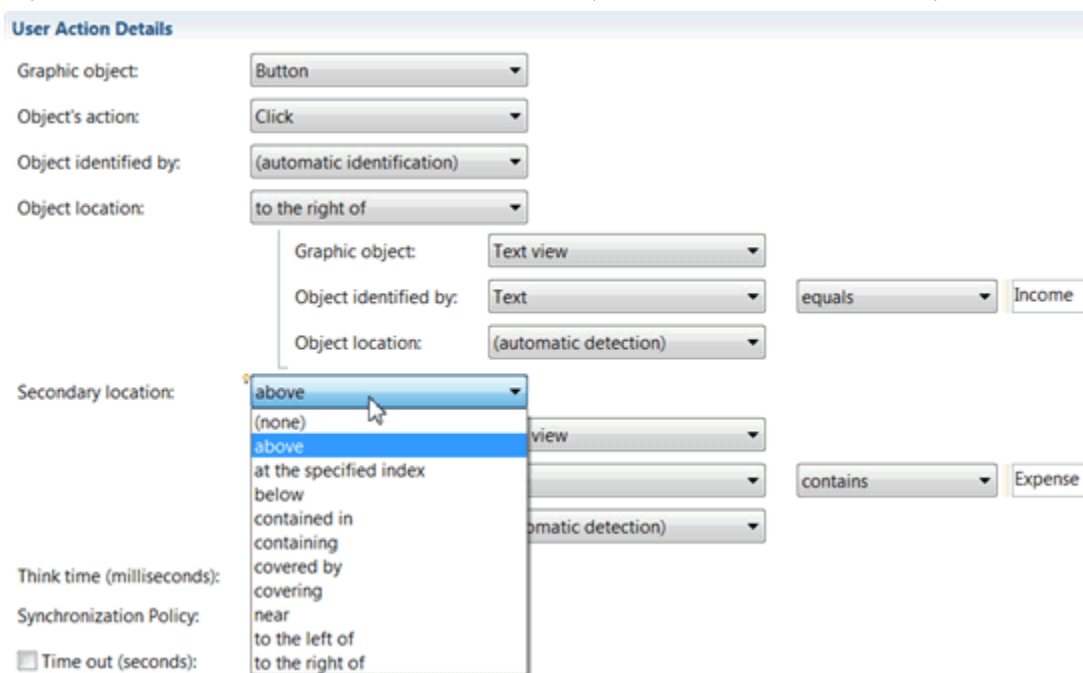 User Action Details
Graphic object: Button
Object's action: Click
Object identified by: (automatic identification)
Object location: to the right of
Graphic object: Text view
Object identified by: Text equals Income
Object location: (automatic detection)
Secondary location: above
(none)
above view
at the specified index
below contains Expense
contained in
containing omatic detection)
covered by
Think time (milliseconds):
covering
Synchronization Policy: near
to the left of
Time out (seconds): to the right of